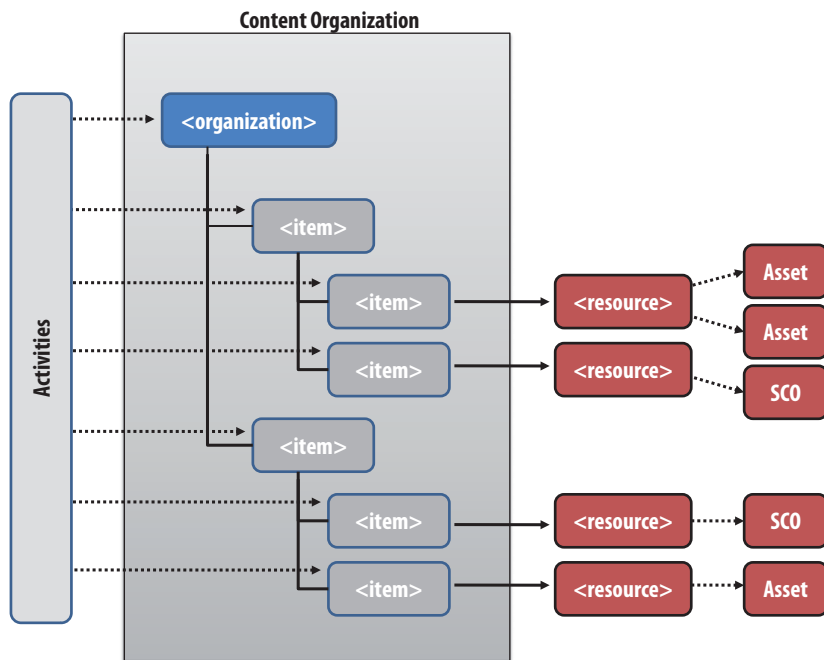 Content Organization
Activities
<organization>
<item>
<item>
<resource>
Asset
Asset
<item>
<resource>
SCO
<item>
<item>
<resource>
SCO
<item>
<resource>
Asset